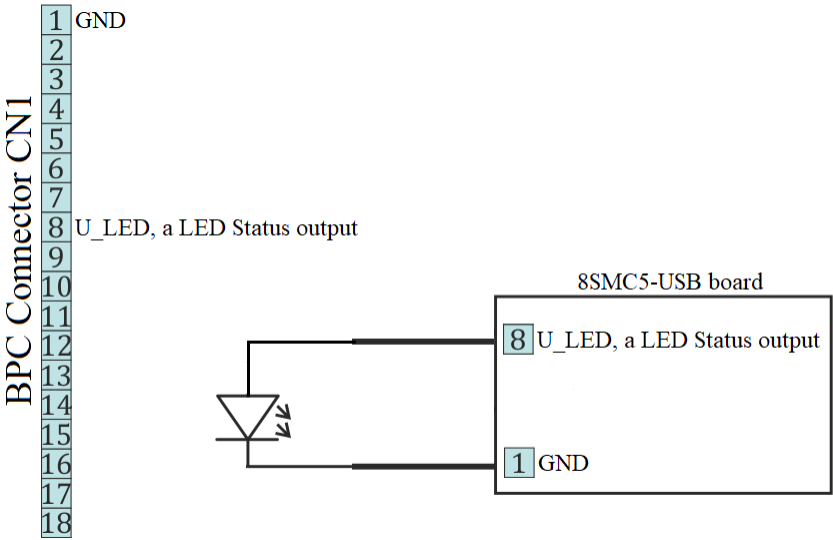 BPC Connector CN1
1 GND
2
3
4
5
6
7
8 U_LED, a LED Status output
9
10
11
12
13
14
15
16
17
18
8SMC5-USB board
8 U_LED, a LED Status output
1 GND